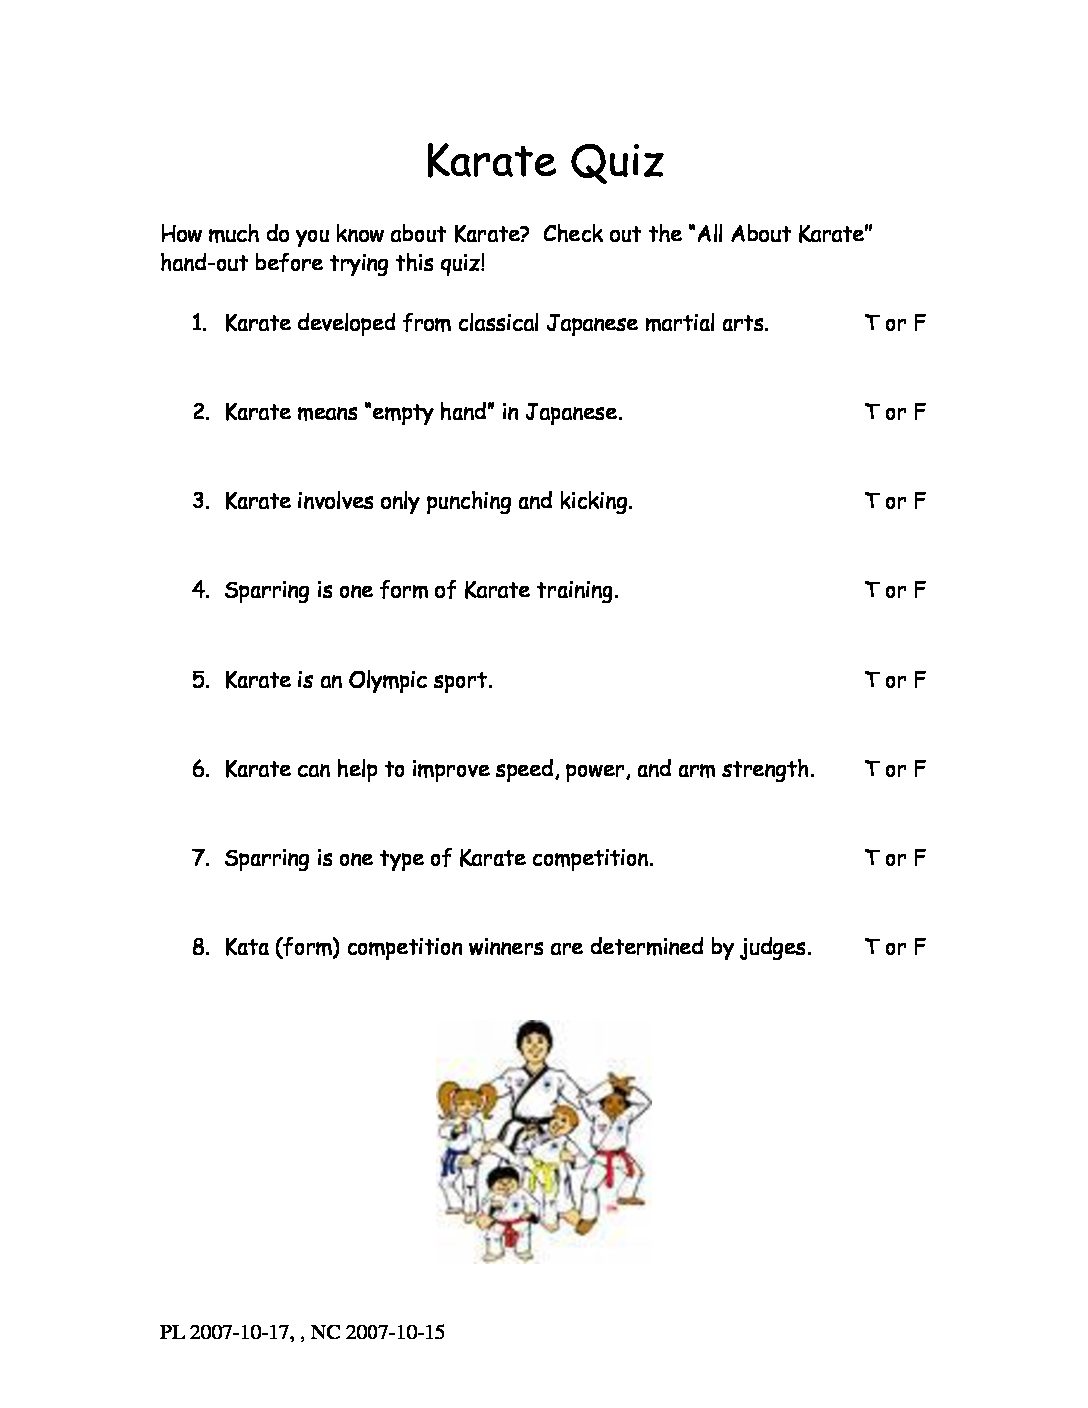 Karate Quiz
How much do you know about Karate?  Check out the “All About Karate”
hand-out before trying this quiz!
1. Karate developed from classical Japanese martial arts. T or F
2. Karate means “empty hand” in Japanese. T or F
3. Karate involves only punching and kicking. T or F
4. Sparring is one form of Karate training. T or F
5. Karate is an Olympic sport. T or F
6. Karate can help to improve speed, power, and arm strength. T or F
7. Sparring is one type of Karate competition. T or F
8. Kata (form) competition winners are determined by judges. T or F
PL 2007-10-17, , NC 2007-10-15